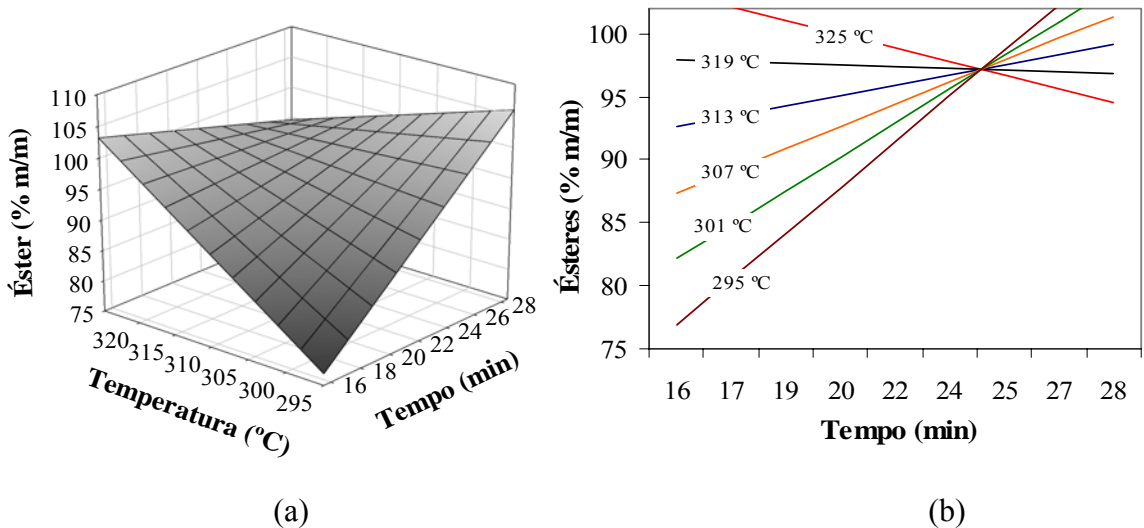 Éster (% m/m)
110
105
100
95
90
85
80
75
320
315
310
305
300
295
Temperatura (ºC)
16
18
20
22
24
26
28
Tempo (min)
(a)
Ésteres (% m/m)
100
95
90
85
80
75
325 ºC
319 ºC
313 ºC
307 ºC
301 ºC
295 ºC
16 17 19 20 22 24 25 27 28
Tempo (min)
(b)